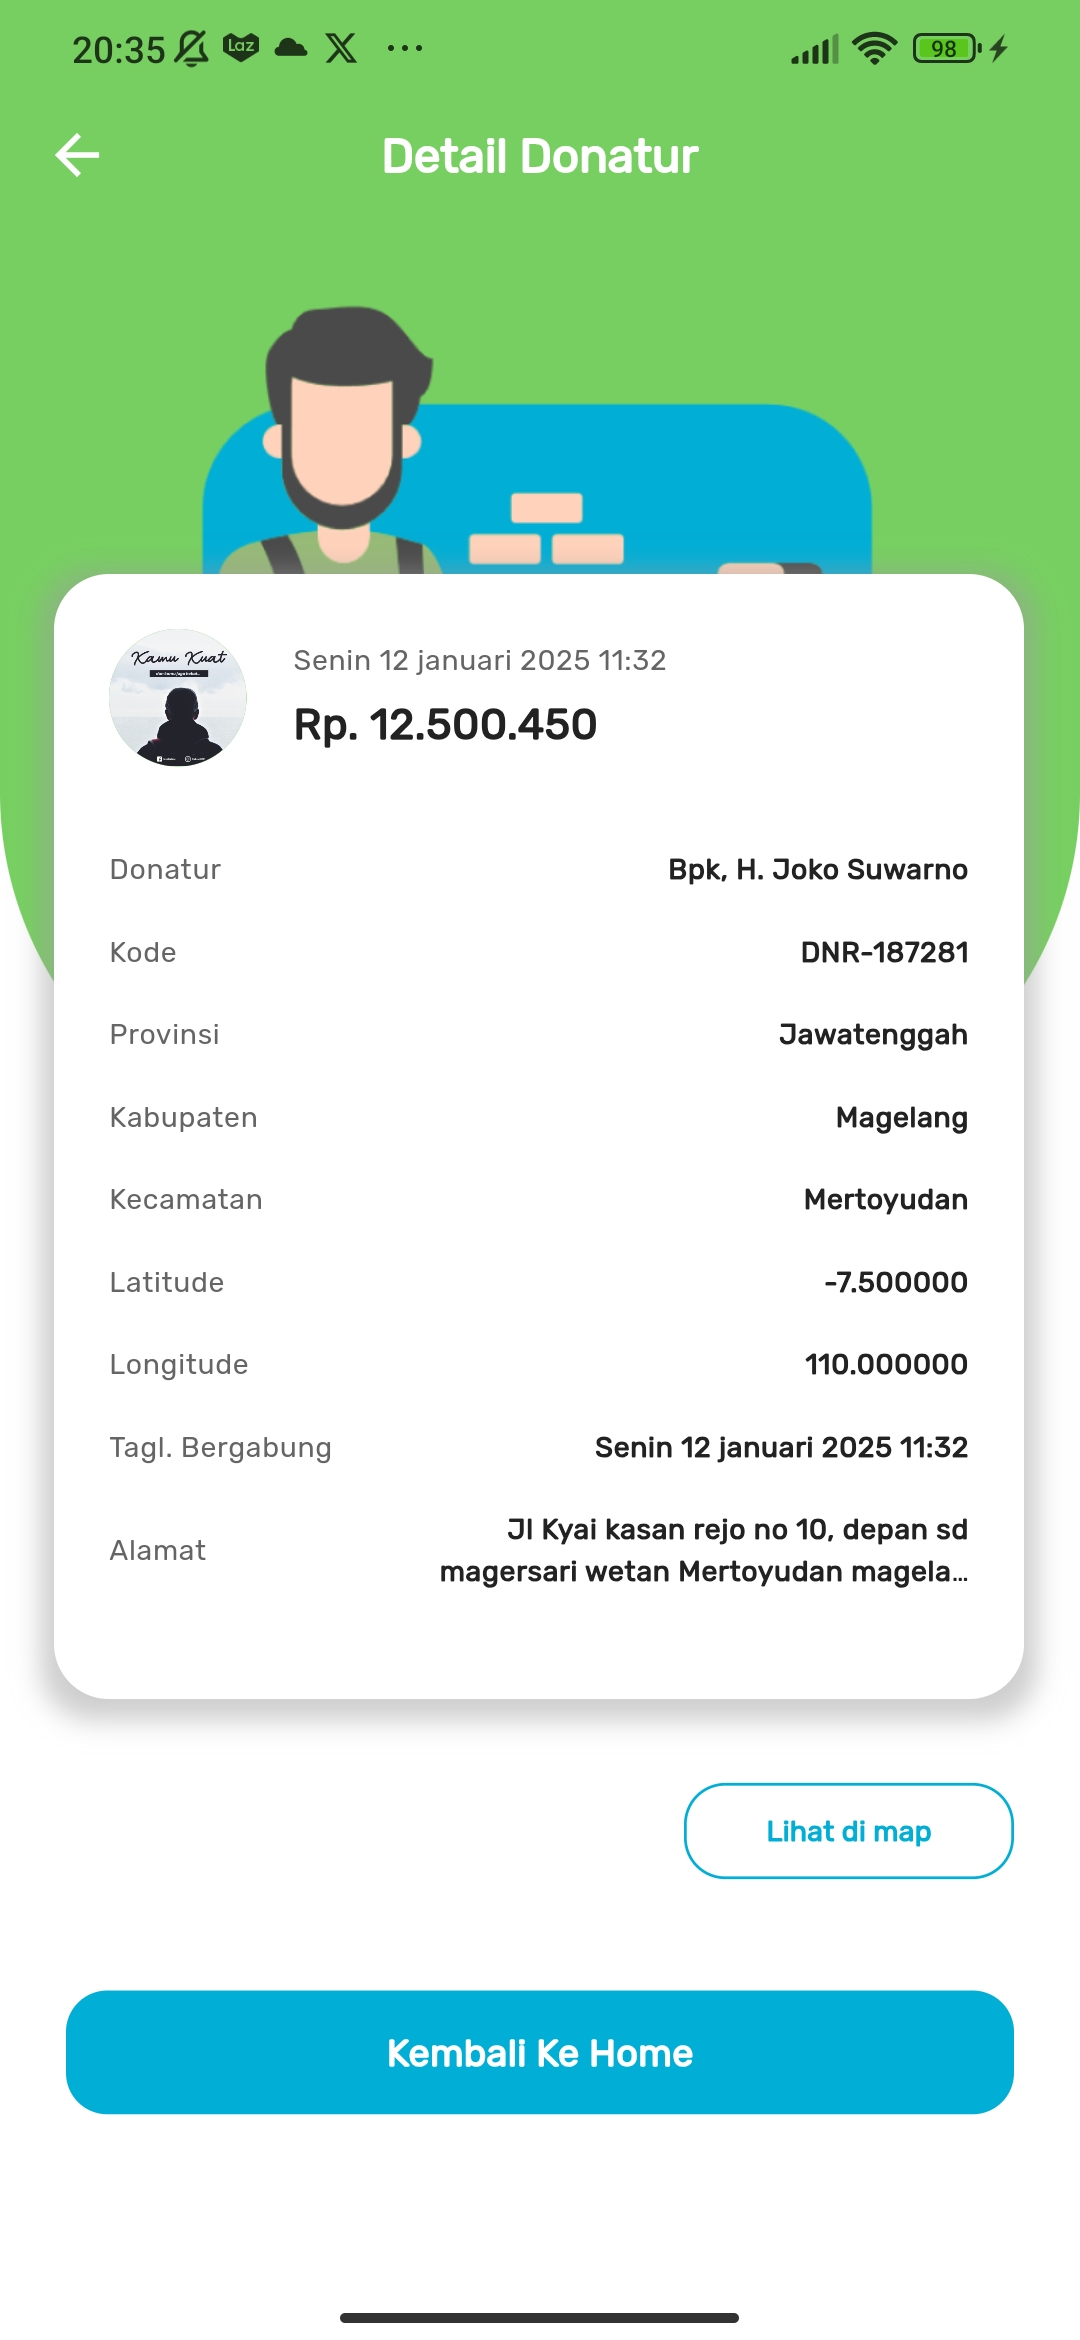 20:35
Laz
98
Detail Donatur
Kamu Kuat
Senin 12 januari 2025 11:32
Rp. 12.500.450
Donatur Bpk, H. Joko Suwarno
Kode DNR-187281
Provinsi Jawatenggah
Kabupaten Magelang
Kecamatan Mertoyudan
Latitude -7.500000
Longitude 110.000000
Tagl. Bergabung Senin 12 januari 2025 11:32
Alamat Jl Kyai kasan rejo no 10, depan sd
magersari wetan Mertoyudan magela...
Lihat di map
Kembali Ke Home